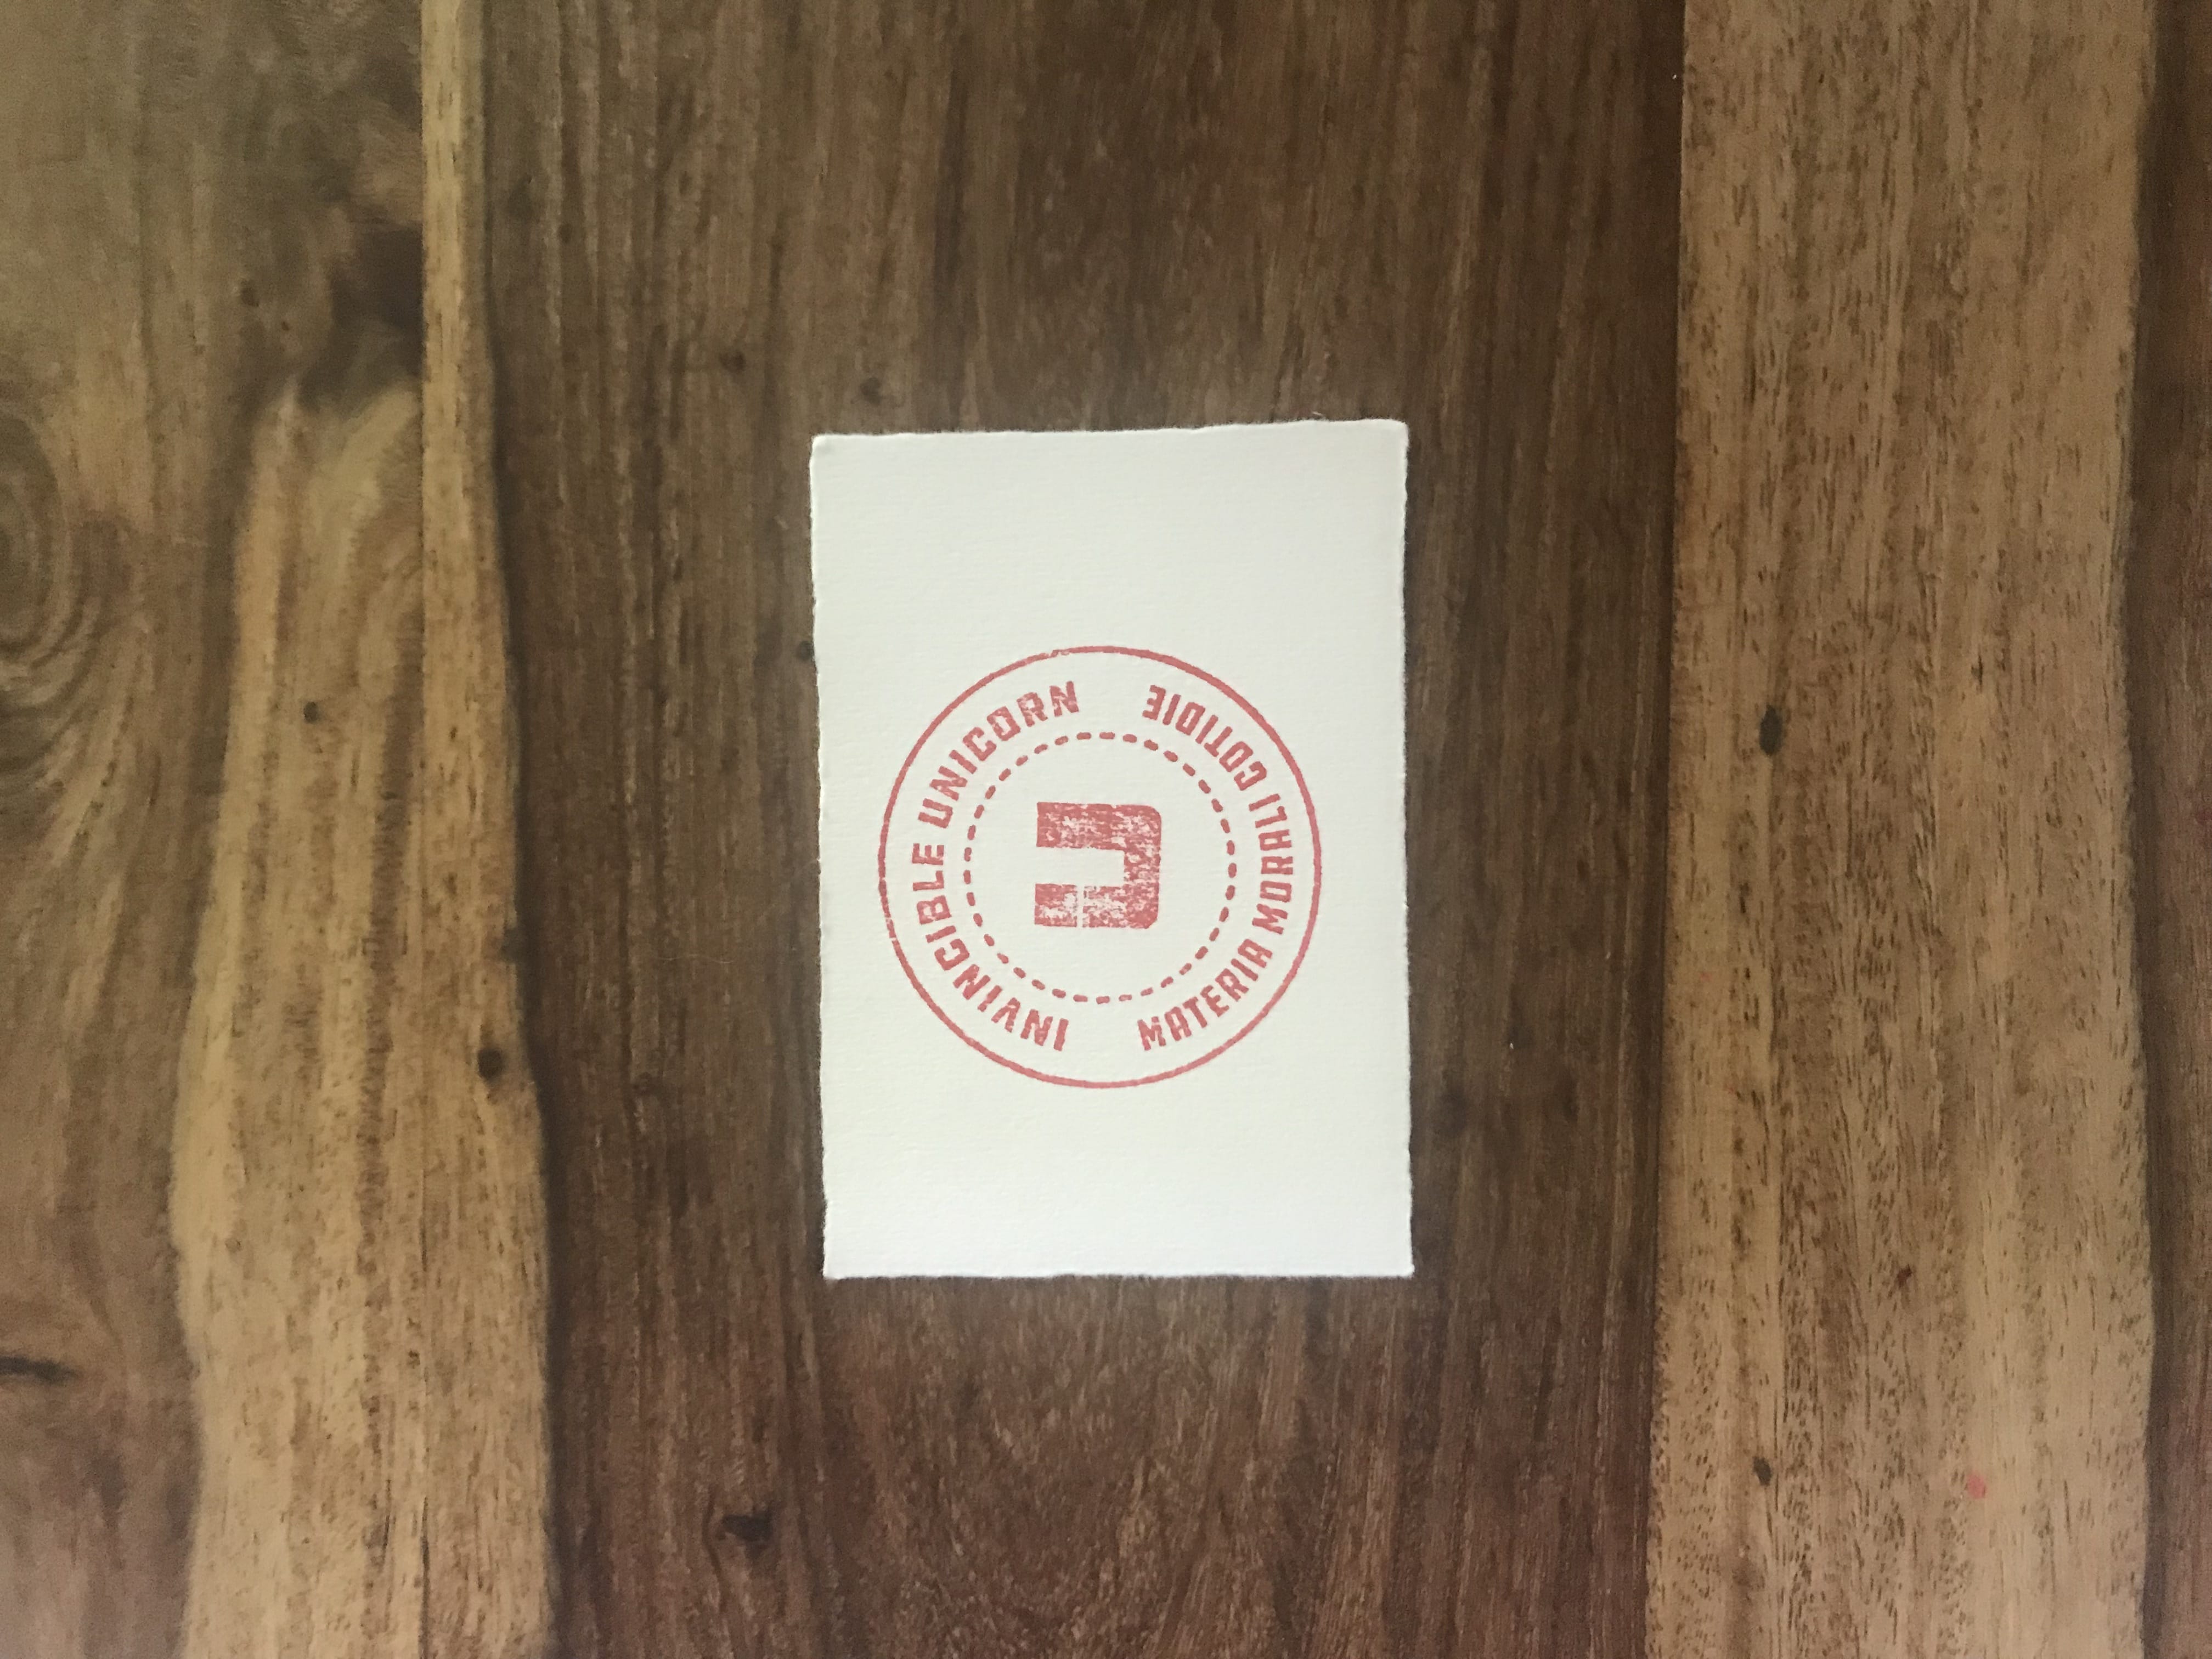 INVINCIBLE UNICORN
U
MATERIA MORALI COTIDIE